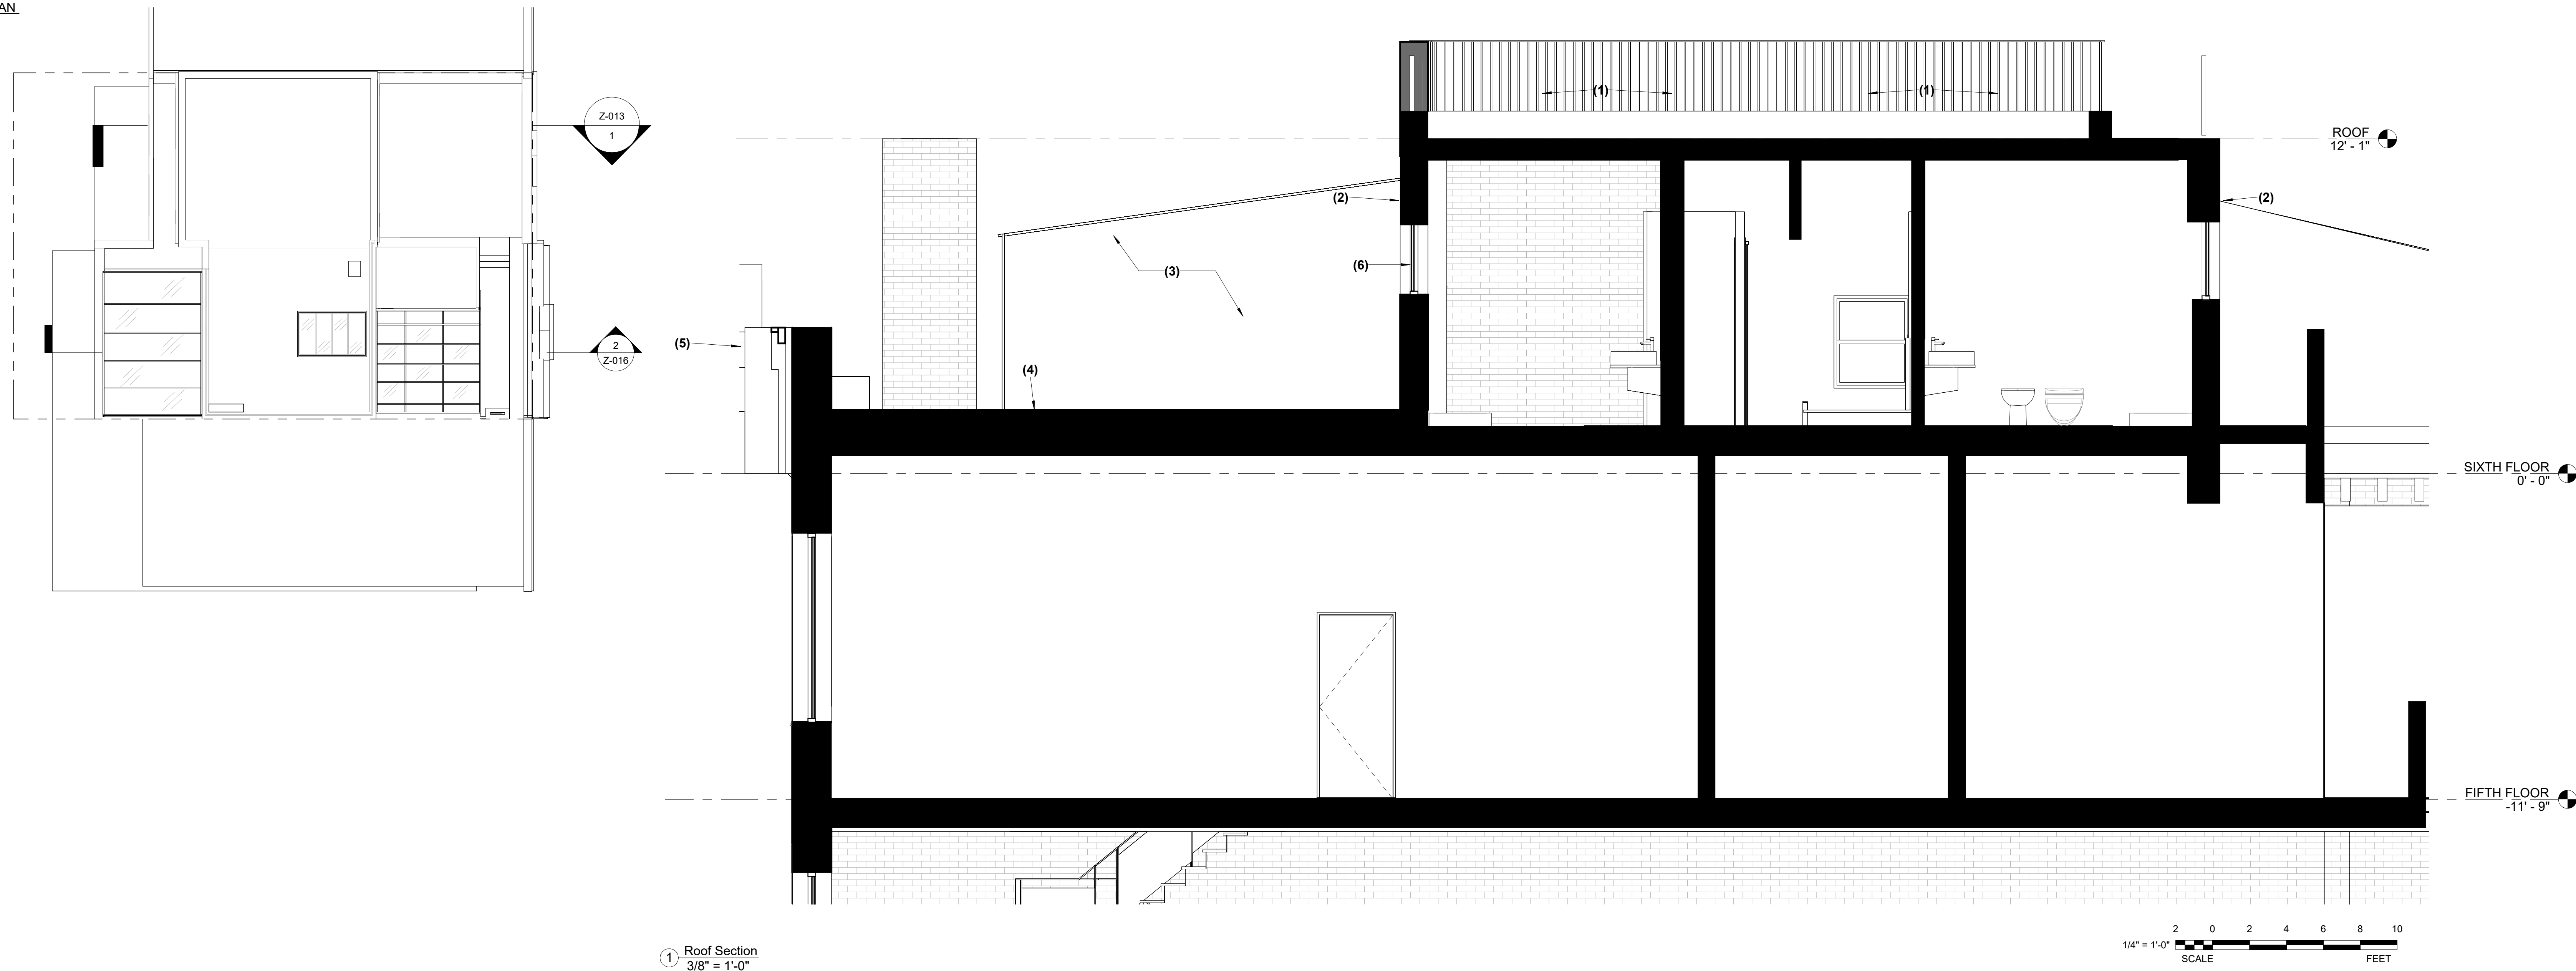 AN
Z-013
1
2
Z-016
(1)
(1)
ROOF
12' - 1"
(2)
(2)
(3)
(6)
(5)
(4)
SIXTH FLOOR
0' - 0"
FIFTH FLOOR
-11' - 9"
1 Roof Section
3/8" = 1'-0"
2 0 2 4 6 8 10
1/4" = 1'-0"
SCALE FEET